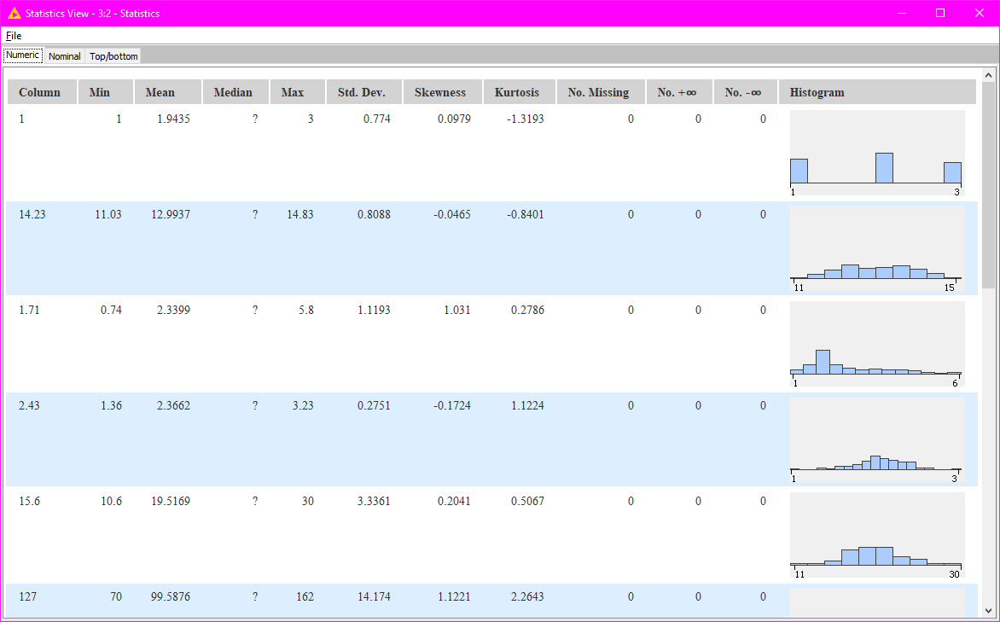 Statistics View - 3:2 - Statistics
File
Numeric Nominal Top/bottom
Column Min Mean Median Max Std. Dev. Skewness Kurtosis No. Missing No. +∞ No. -∞ Histogram
1 1 1.9435 ? 3 0.774 0.0979 -1.3193 0 0 0
1 3
14.23 11.03 12.9937 ? 14.83 0.8088 -0.0465 -0.8401 0 0 0
11 15
1.71 0.74 2.3399 ? 5.8 1.1193 1.031 0.2786 0 0 0
1 6
2.43 1.36 2.3662 ? 3.23 0.2751 -0.1724 1.1224 0 0 0
1 3
15.6 10.6 19.5169 ? 30 3.3361 0.2041 0.5067 0 0 0
11 30
127 70 99.5876 ? 162 14.174 1.1221 2.2643 0 0 0